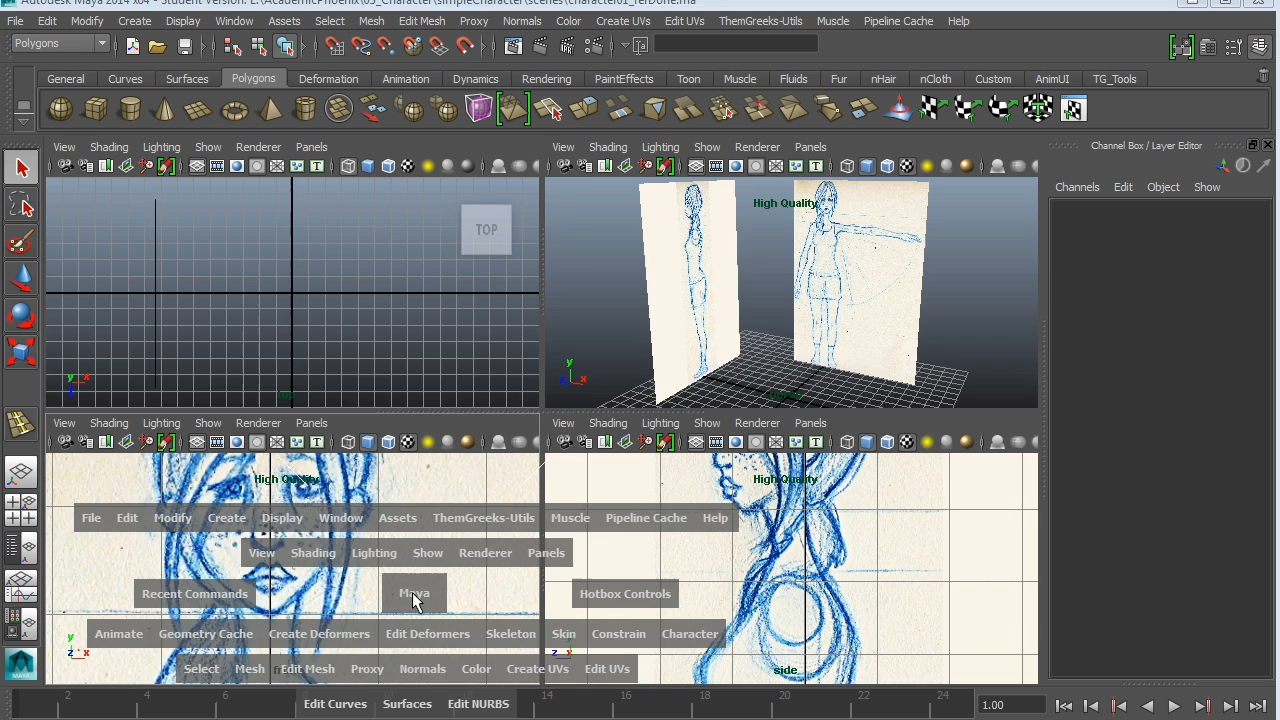 Autodesk Maya 2014 x64 - Student Version: E:\AcademicPhoenix\05_Character\simpleCharacter\scenes\character01_refDone.ma
File Edit Modify Create Display Window Assets Select Mesh Edit Mesh Proxy Normals Color Create UVs Edit UVs ThemGreeks-Utils Muscle Pipeline Cache Help
Polygons
General Curves Surfaces Polygons Deformation Animation Dynamics Rendering PaintEffects Toon Muscle Fluids Fur nHair nCloth Custom AnimUI TG_Tools
View Shading Lighting Show Renderer Panels
View Shading Lighting Show Renderer Panels
Channel Box / Layer Editor
Channels Edit Object Show
High Quality
TOP
y
x
y
x
z
top
persp
View Shading Lighting Show Renderer Panels
View Shading Lighting Show Renderer Panels
High Quality
High Quality
File Edit Modify Create Display Window Assets ThemGreeks-Utils Muscle Pipeline Cache Help
View Shading Lighting Show Renderer Panels
Recent Commands Maya Hotbox Controls
Animate Geometry Cache Create Deformers Edit Deformers Skeleton Skin Constrain Character
y
z x
side
Select Mesh Edit Mesh Proxy Normals Color Create UVs Edit UVs
Edit Curves Surfaces Edit NURBS
2 4 6 14 16 18 20 22 24
1.00